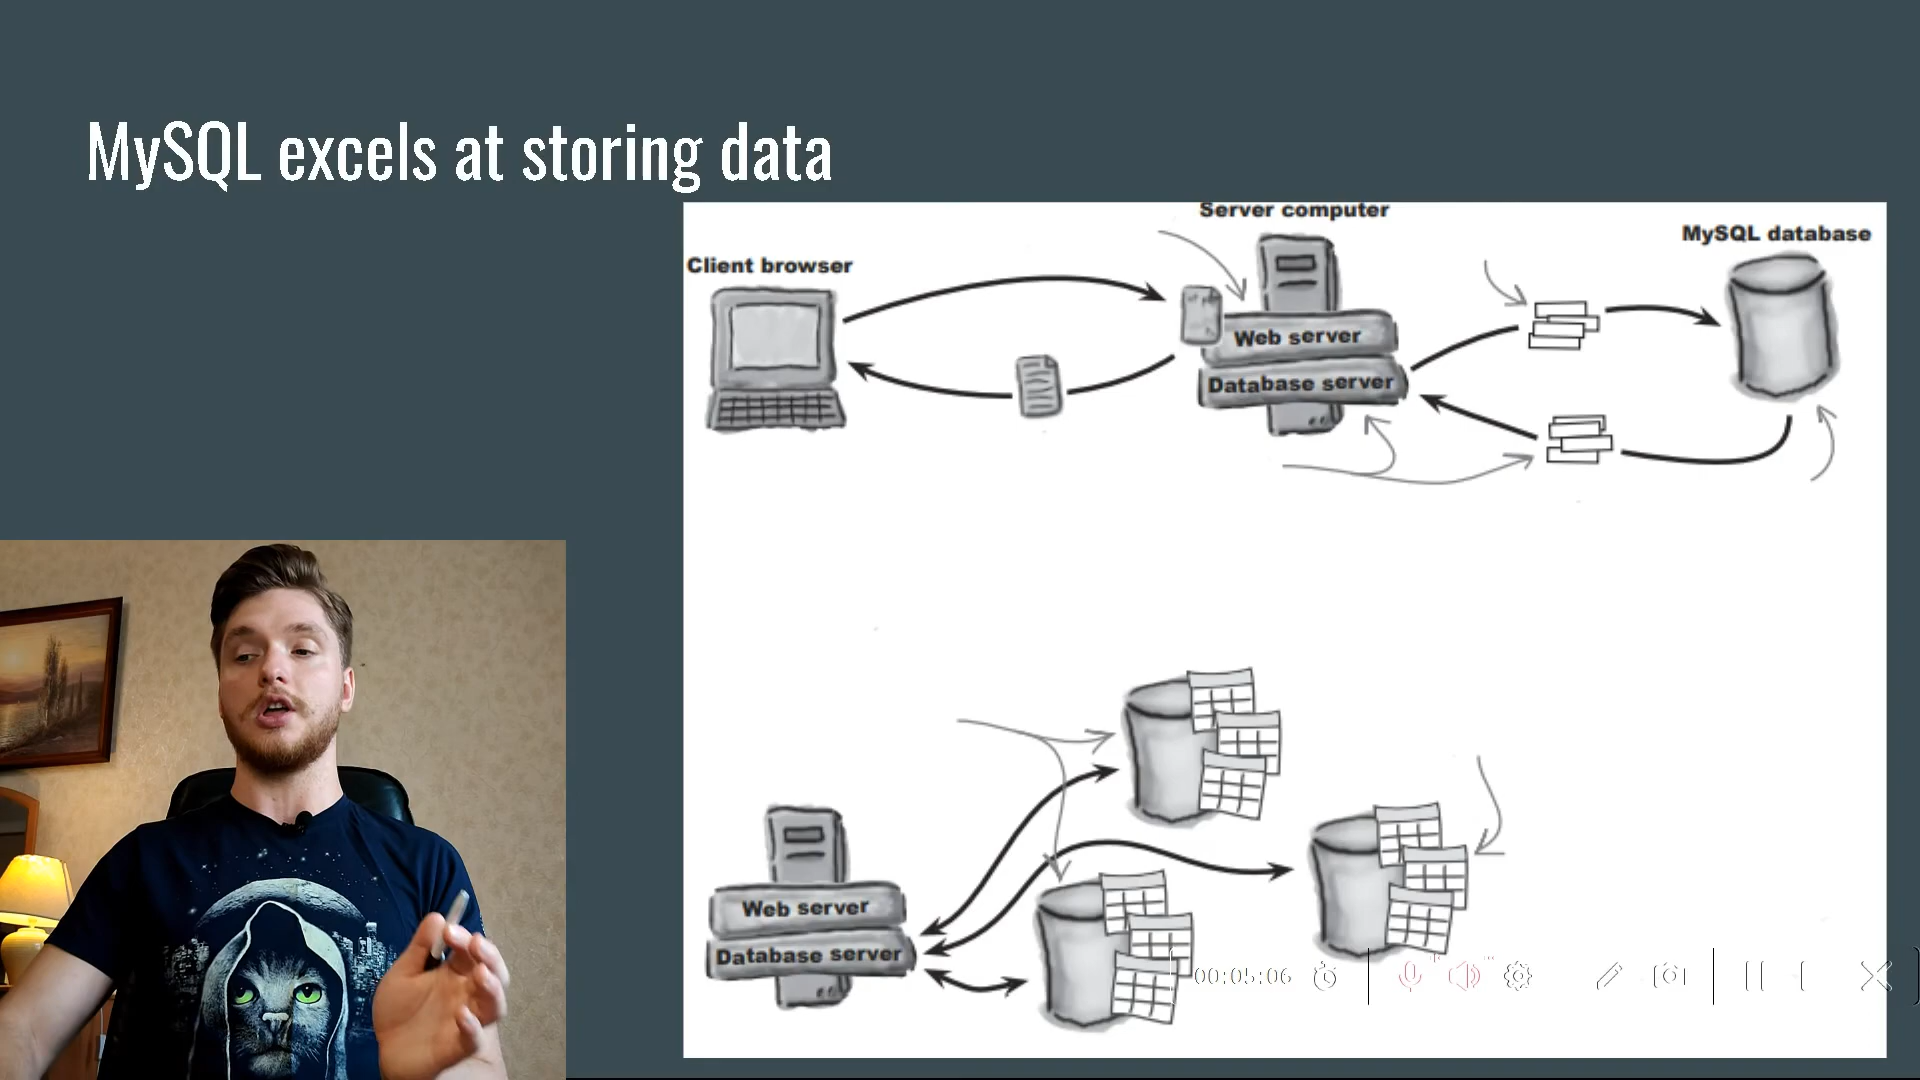 MySQL excels at storing data
Server computer
MySQL database
Client browser
Web server
Database server
Web server
Database server
00:05:06